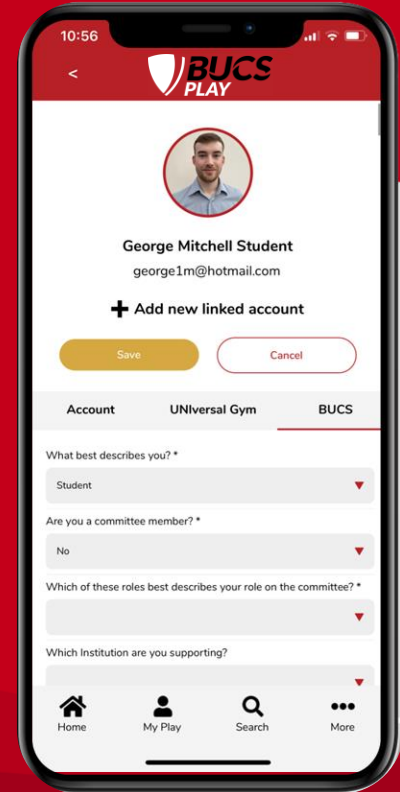 10:56
<
BUCS
PLAY
George Mitchell Student
george1m@hotmail.com
+ Add new linked account
Save
Cancel
Account
UNIversal Gym
BUCS
What best describes you? *
Student
Are you a committee member? *
No
Which of these roles best describes your role on the committee? *
Which Institution are you supporting?
Home
My Play
Search
More